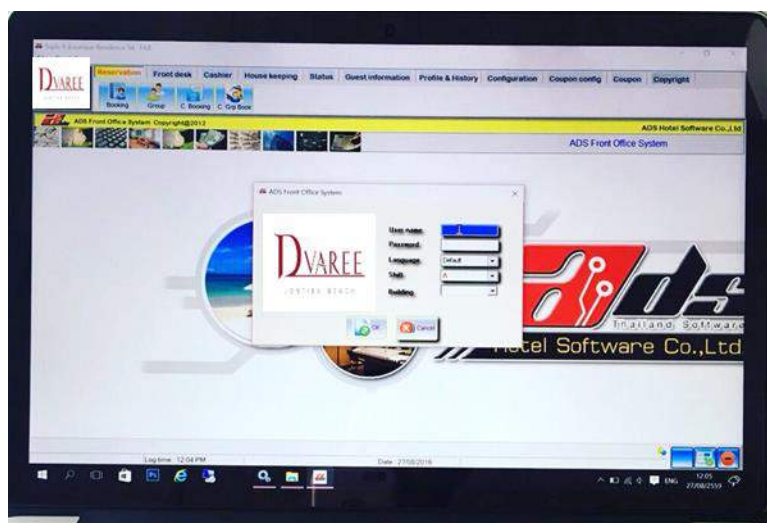 DVAREE
Reservation Front desk Cashier House keeping Status Guest information Profile & History Configuration Coupon config Coupon Copyright
Booking Group C. Booking C. Grp Book
ADS Front Office System Copyright@2012
ADS Hotel Software Co.,Ltd
ADS Front Office System
ADS Front Office System
DVAREE
JOMTIEN BEACH
User name
Password
Language Default
Shift A
Building
OK Cancel
ads
Thailand Software
Hotel Software Co.,Ltd
Log time 12:04 PM
Date 27/08/2016
ENG
12:05
27/08/2559